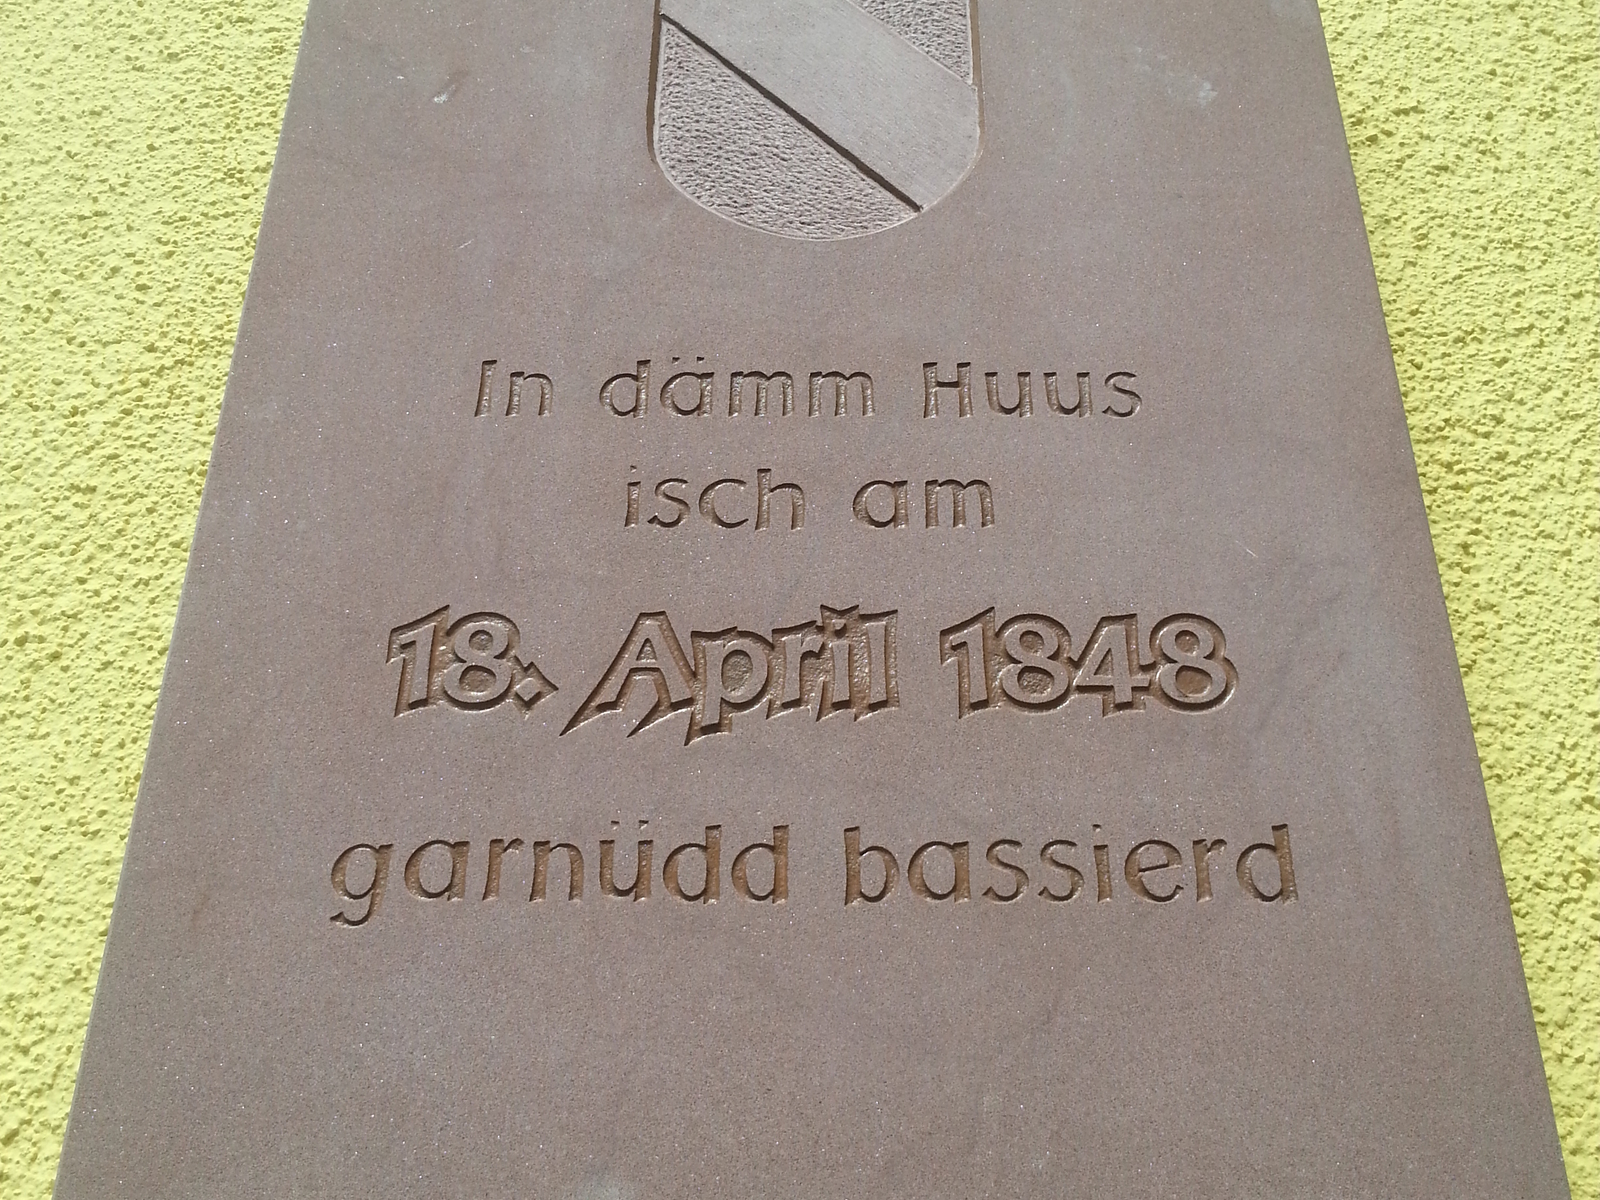 In dämm Huus
isch am
18. April 1848
garnüdd bassierd